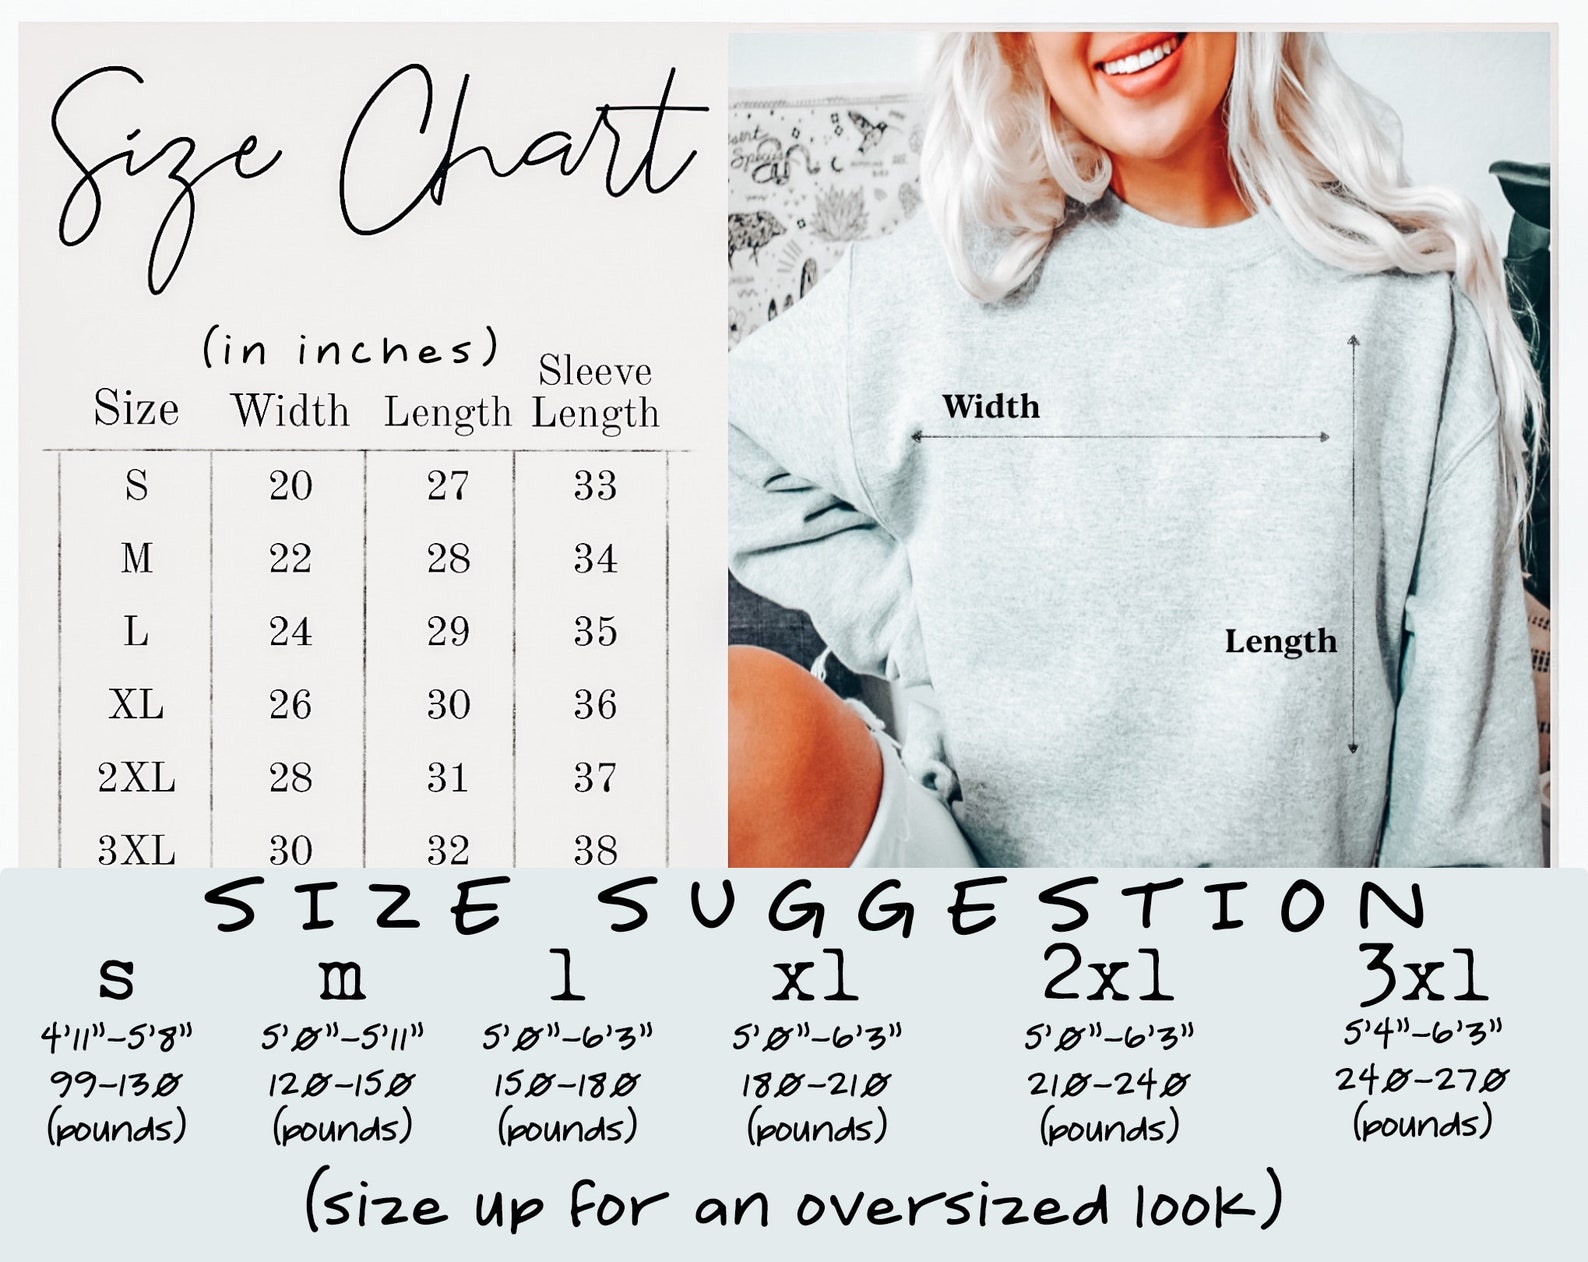 Size Chart
(in inches)
Size Width Length Sleeve Length
S 20 27 33
M 22 28 34
L 24 29 35
XL 26 30 36
2XL 28 31 37
3XL 30 32 38
Width
Length
SIZE SUGGESTION
s m l xl 2xl 3xl
4'11"-5'8" 5'0"-5'11" 5'0"-6'3" 5'0"-6'3" 5'0"-6'3" 5'4"-6'3"
99-130 120-150 150-180 180-210 210-240 240-270
(pounds) (pounds) (pounds) (pounds) (pounds) (pounds)
(size up for an oversized look)